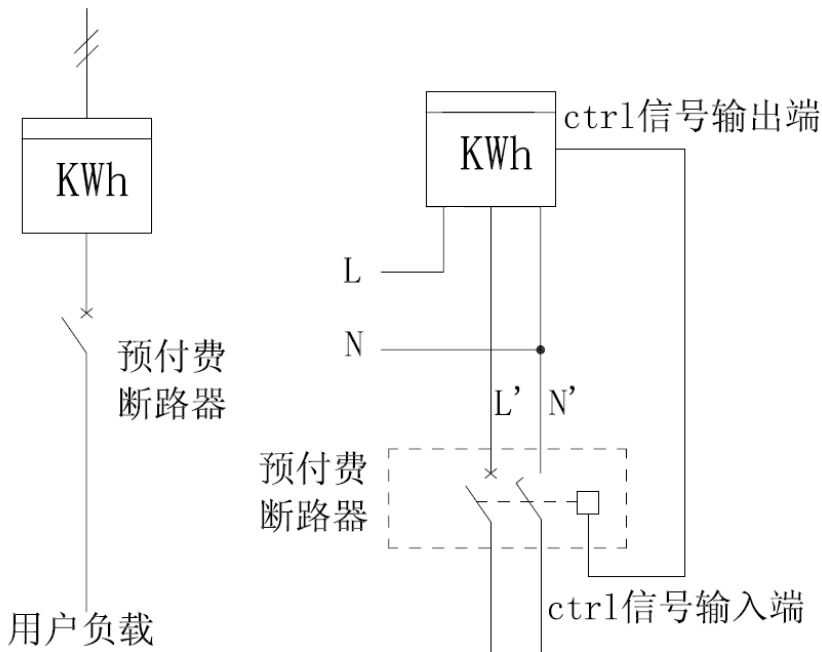 KWh
预付费
断路器
用户负载
KWh
ctrl信号输出端
L
N
L’ N’
预付费
断路器
ctrl信号输入端